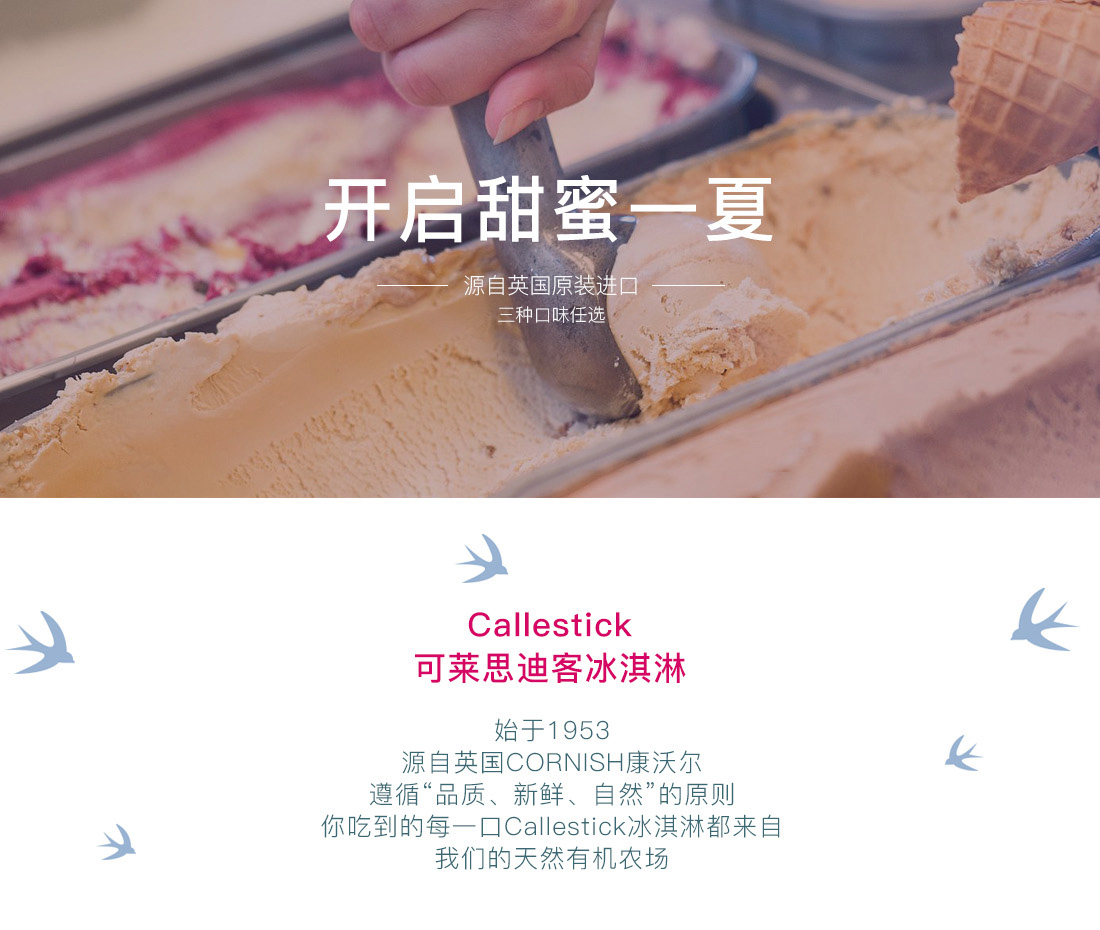 开启甜蜜一夏
源自英国原装进口
三种口味任选
Callestick
可莱思迪客冰淇淋
始于1953
源自英国CORNISH康沃尔
遵循“品质、新鲜、自然”的原则
你吃到的每一口Callestick冰淇淋都来自
我们的天然有机农场